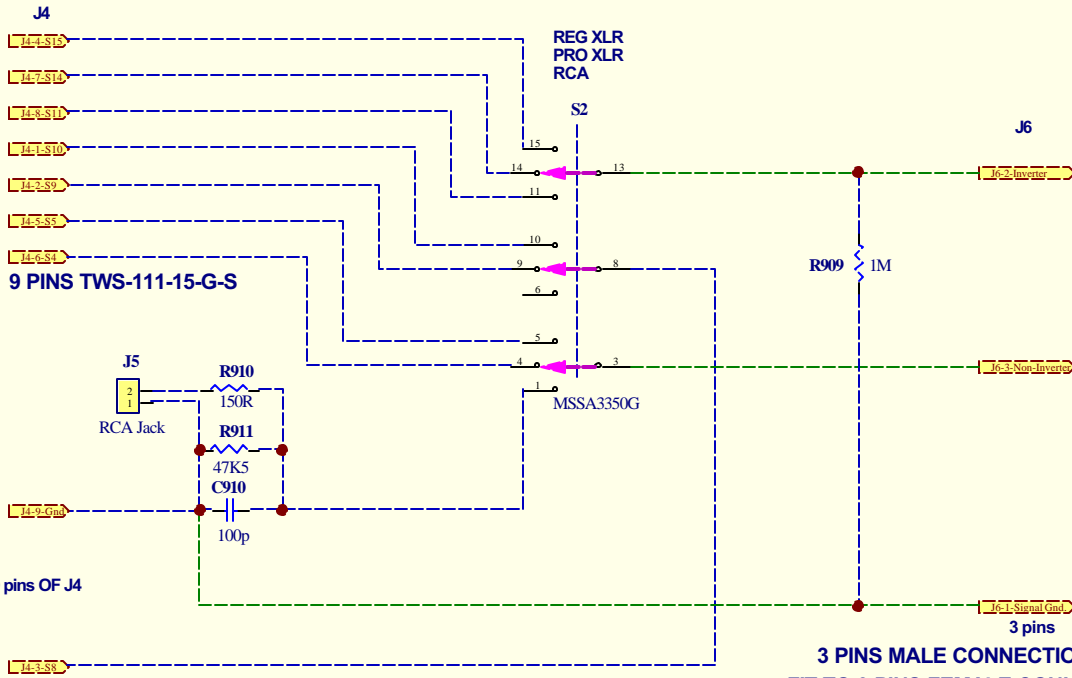 J4
J4-4-S15
J4-7-S14
J4-8-S11
J4-1-S10
J4-2-S9
J4-5-S5
J4-6-S4
9 PINS TWS-111-15-G-S
REG XLR
PRO XLR
RCA
S2
15
14
13
11
10
9
8
6
5
4
3
1
MSSA3350G
J6
J6-2-Inverter
R909
1M
J6-3-Non-Inverter
J5
2
1
RCA Jack
R910
150R
R911
47K5
C910
100p
J4-9-Gnd
pins OF J4
J6-1-Signal Gnd.
3 pins
J4-3-S8
3 PINS MALE